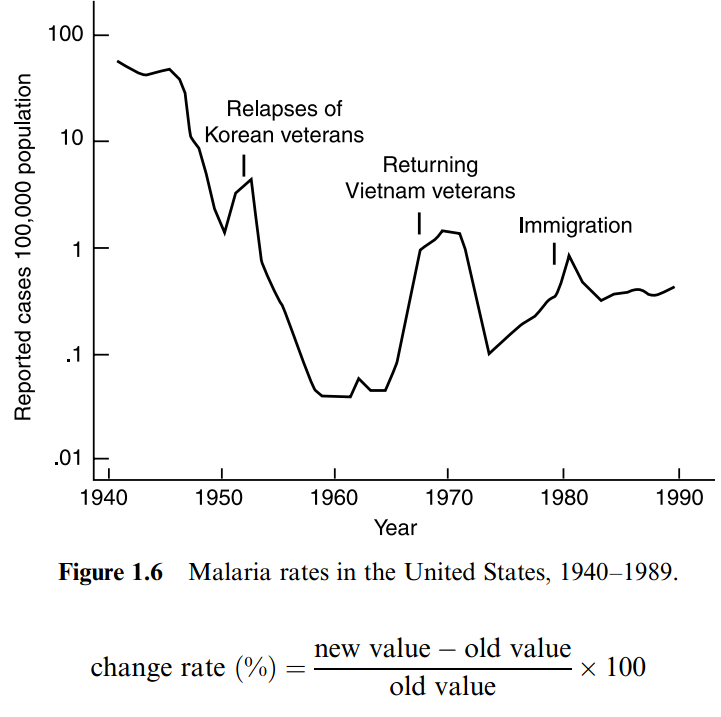 100
10
1
.1
.01
Reported cases 100,000 population
Relapses of
Korean veterans
Returning
Vietnam veterans
Immigration
1940 1950 1960 1970 1980 1990
Year
Figure 1.6 Malaria rates in the United States, 1940–1989.
change rate (%) = (new value − old value) / (old value) × 100